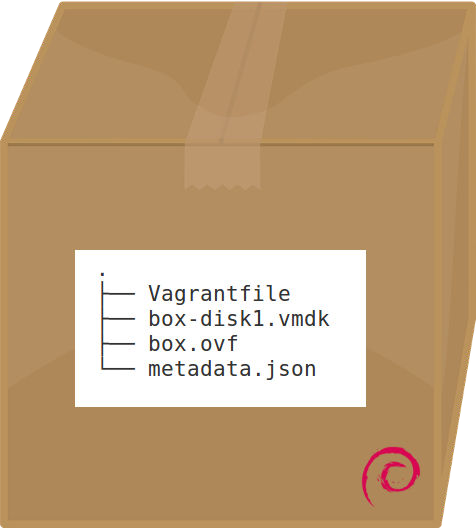 .
├── Vagrantfile
├── box-disk1.vmdk
├── box.ovf
└── metadata.json